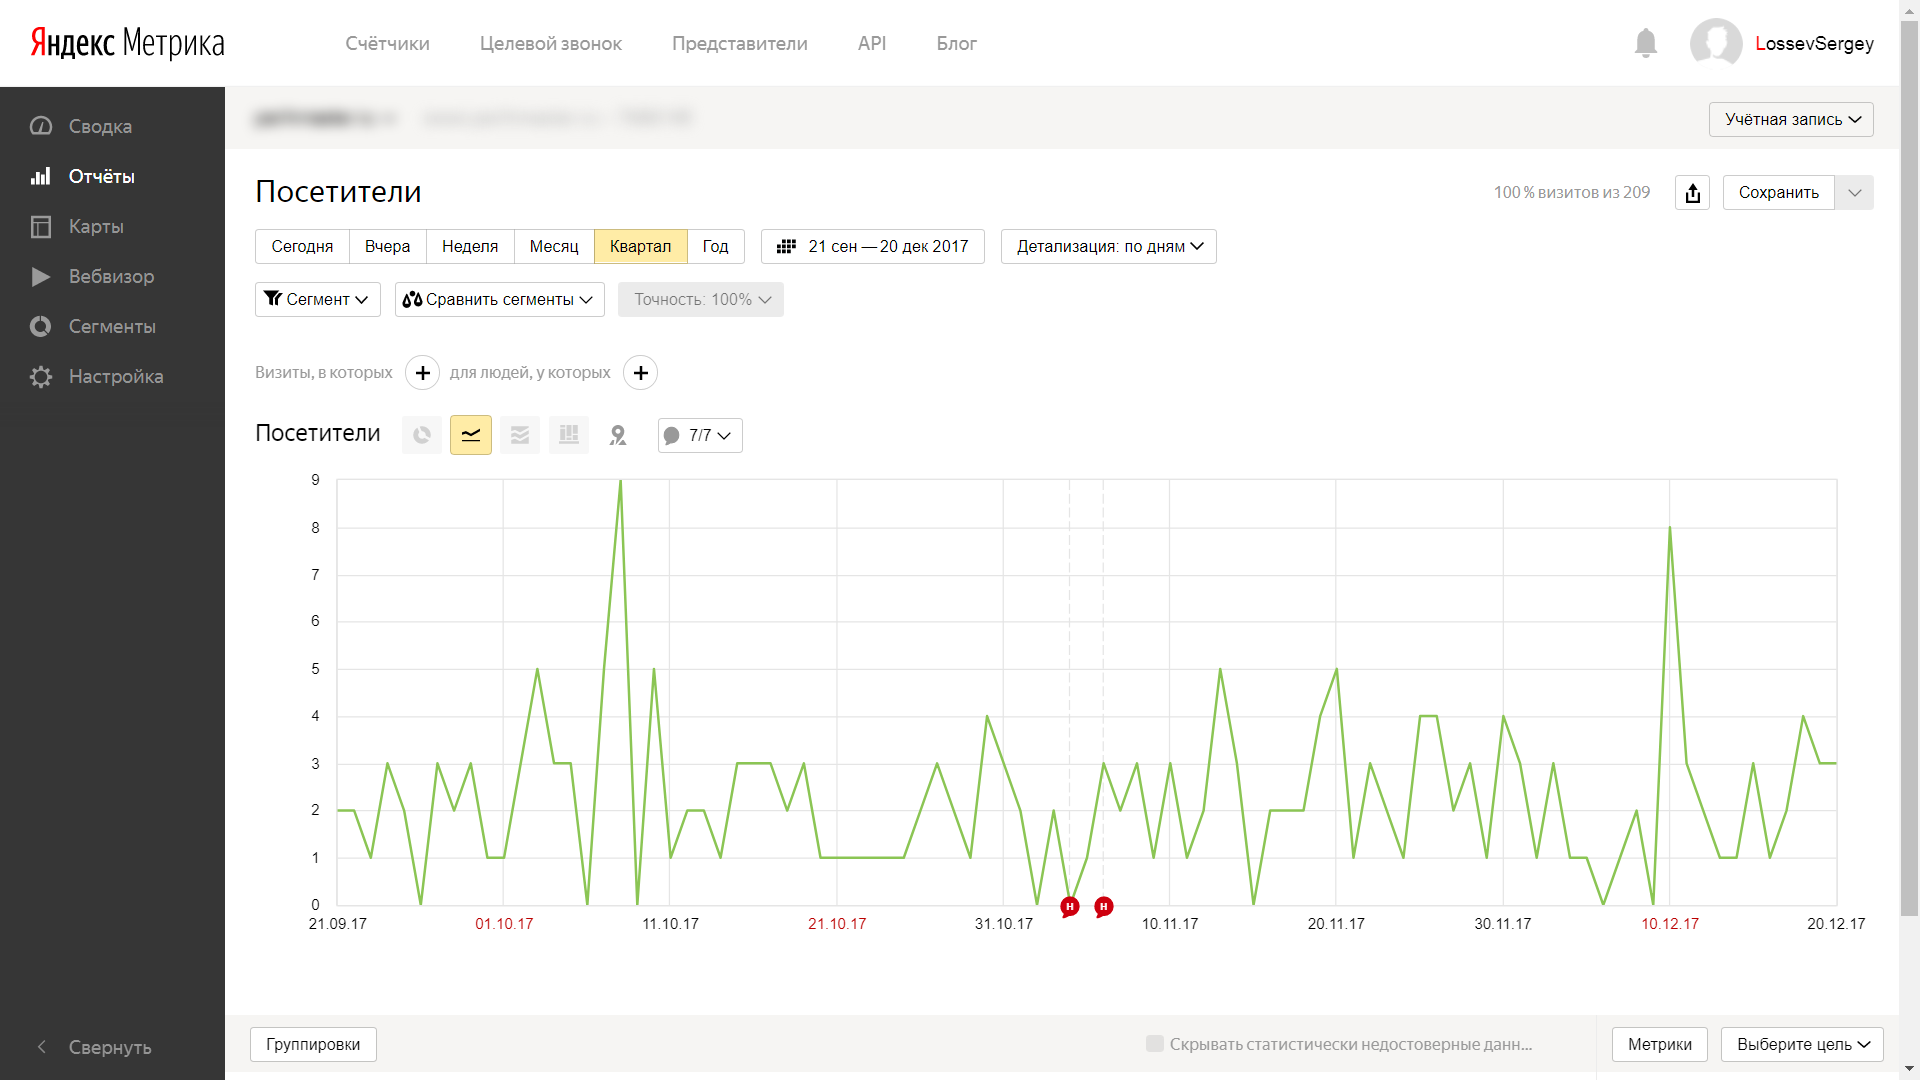 Яндекс Метрика
Счётчики
Целевой звонок
Представители
API
Блог
LossevSergey
Сводка
Отчёты
Карты
Вебвизор
Сегменты
Настройка
Свернуть
Учётная запись
Посетители
100 % визитов из 209
Сохранить
Сегодня
Вчера
Неделя
Месяц
Квартал
Год
21 сен — 20 дек 2017
Детализация: по дням
Сегмент
Сравнить сегменты
Точность: 100%
Визиты, в которых + для людей, у которых +
Посетители
7/7
9
8
7
6
5
4
3
2
1
0
Н
Н
21.09.17
01.10.17
11.10.17
21.10.17
31.10.17
10.11.17
20.11.17
30.11.17
10.12.17
20.12.17
Группировки
Скрывать статистически недостоверные данн...
Метрики
Выберите цель